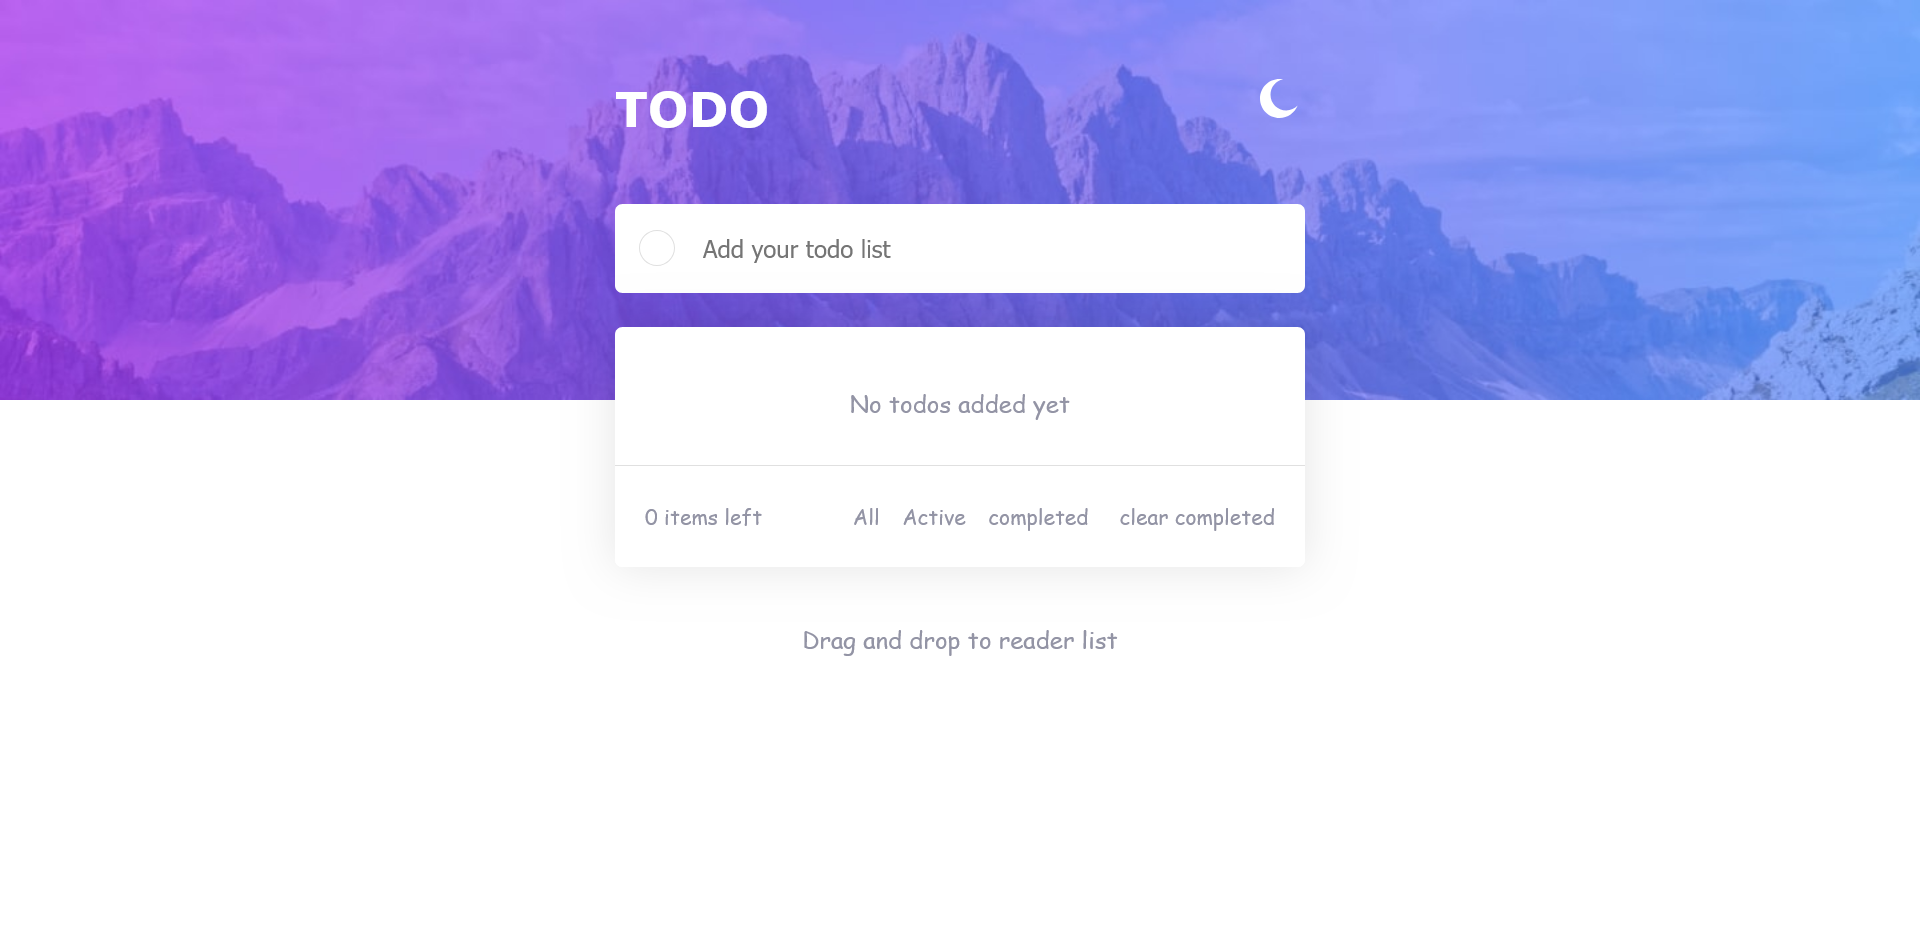 TODO
Add your todo list
No todos added yet
0 items left All Active completed clear completed
Drag and drop to reader list